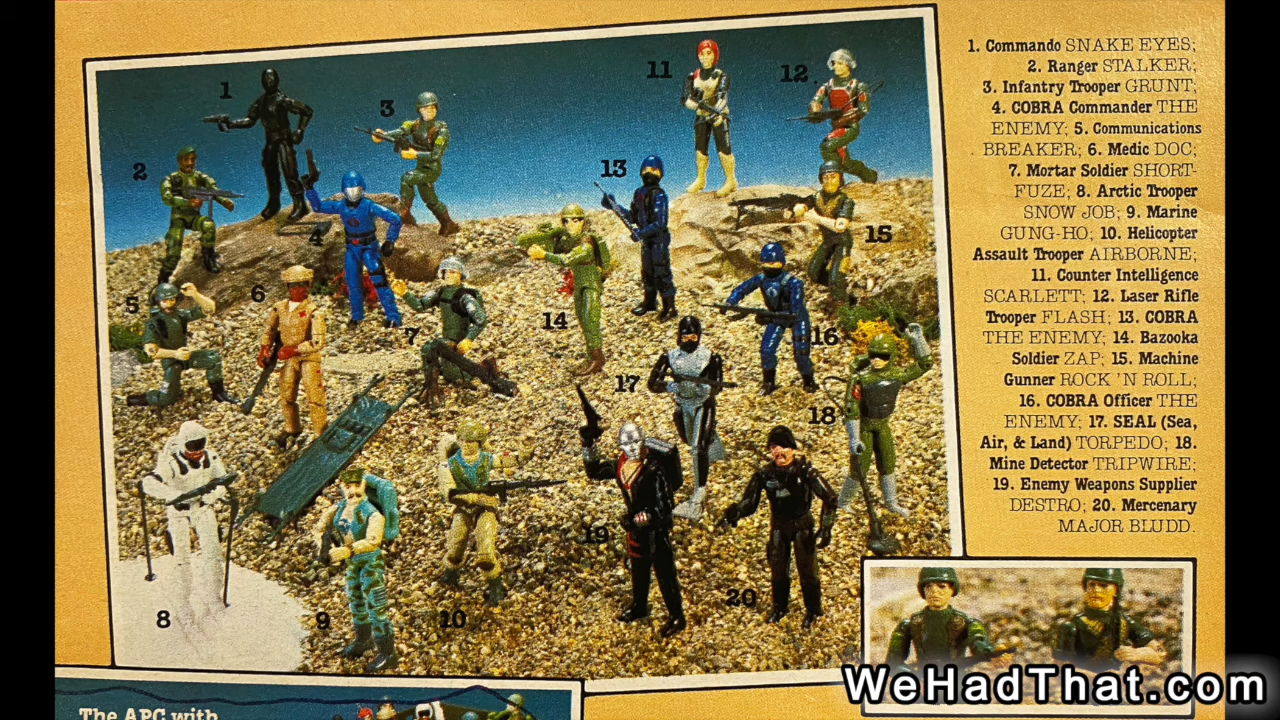 1. Commando SNAKE EYES;
2. Ranger STALKER;
3. Infantry Trooper GRUNT;
4. COBRA Commander THE
ENEMY; 5. Communications
BREAKER; 6. Medic DOC;
7. Mortar Soldier SHORT-
FUZE; 8. Arctic Trooper
SNOW JOB; 9. Marine
GUNG-HO; 10. Helicopter
Assault Trooper AIRBORNE;
11. Counter Intelligence
SCARLETT; 12. Laser Rifle
Trooper FLASH; 13. COBRA
THE ENEMY; 14. Bazooka
Soldier ZAP; 15. Machine
Gunner ROCK 'N ROLL;
16. COBRA Officer THE
ENEMY; 17. SEAL (Sea,
Air, & Land) TORPEDO; 18.
Mine Detector TRIPWIRE;
19. Enemy Weapons Supplier
DESTRO; 20. Mercenary
MAJOR BLUDD.
1
2
3
4
5
6
7
8
9
10
11
12
13
14
15
16
17
18
19
20
The APC with
WeHadThat.com